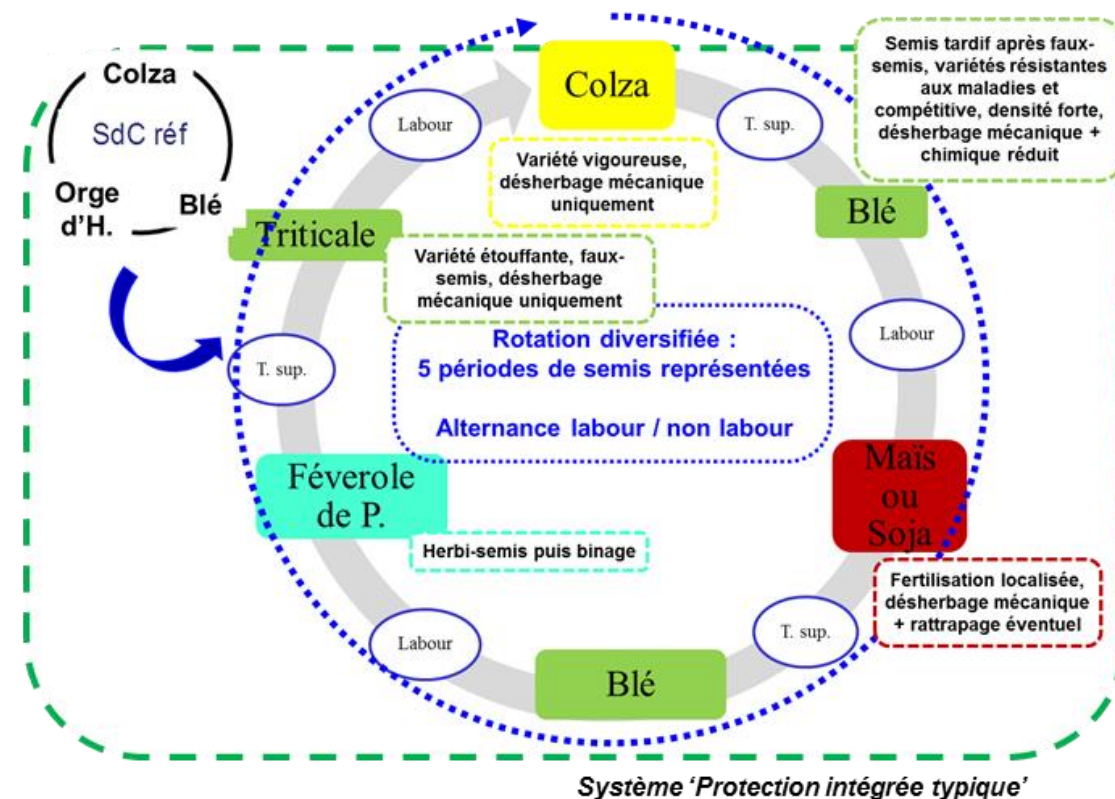 Colza
SdC réf
Orge
d'H.
Blé
Colza
Labour
T. sup.
Semis tardif après faux-
semis, variétés résistantes
aux maladies et
compétitive, densité forte,
désherbage mécanique +
chimique réduit
Variété vigoureuse,
désherbage mécanique
uniquement
Blé
Triticale
Variété étouffante, faux-
semis, désherbage
mécanique uniquement
Labour
T. sup.
Rotation diversifiée :
5 périodes de semis représentées
Alternance labour / non labour
Maïs
ou
Soja
Féverole
de P.
Herbi-semis puis binage
Fertilisation localisée,
désherbage mécanique
+ rattrapage éventuel
T. sup.
Labour
Blé
Système ‘Protection intégrée typique’